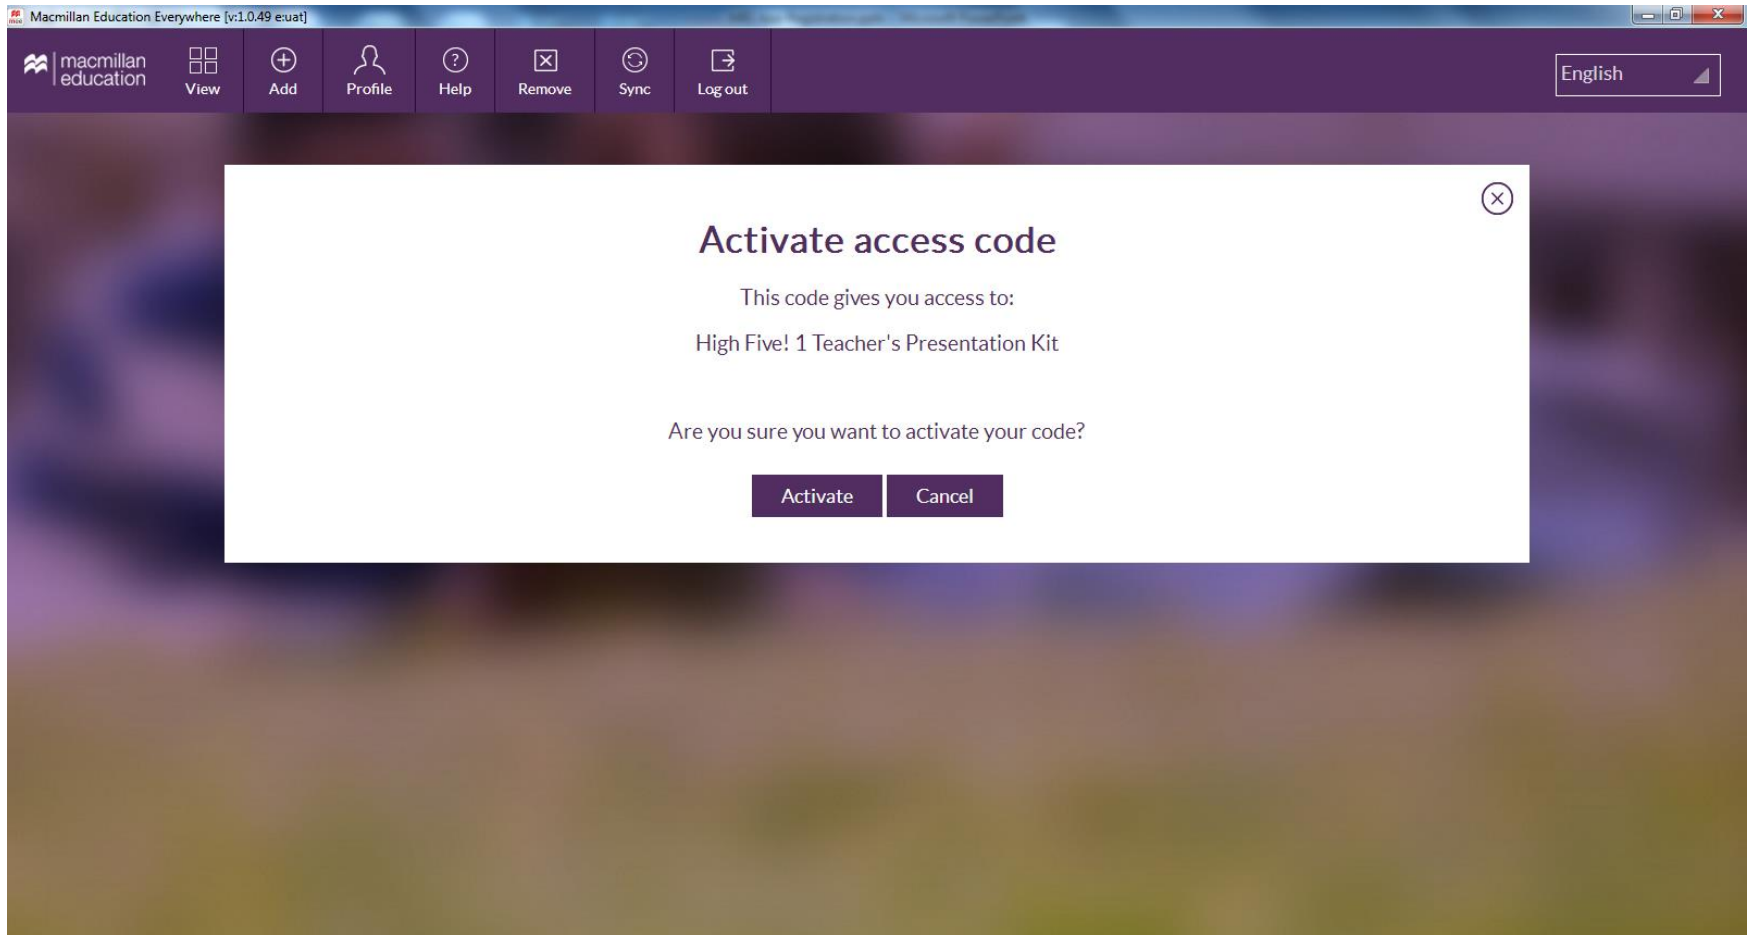 Macmillan Education Everywhere [v:1.0.49 e:uat]
macmillan
education
View
Add
Profile
Help
Remove
Sync
Log out
English
Activate access code
This code gives you access to:
High Five! 1 Teacher's Presentation Kit
Are you sure you want to activate your code?
Activate
Cancel